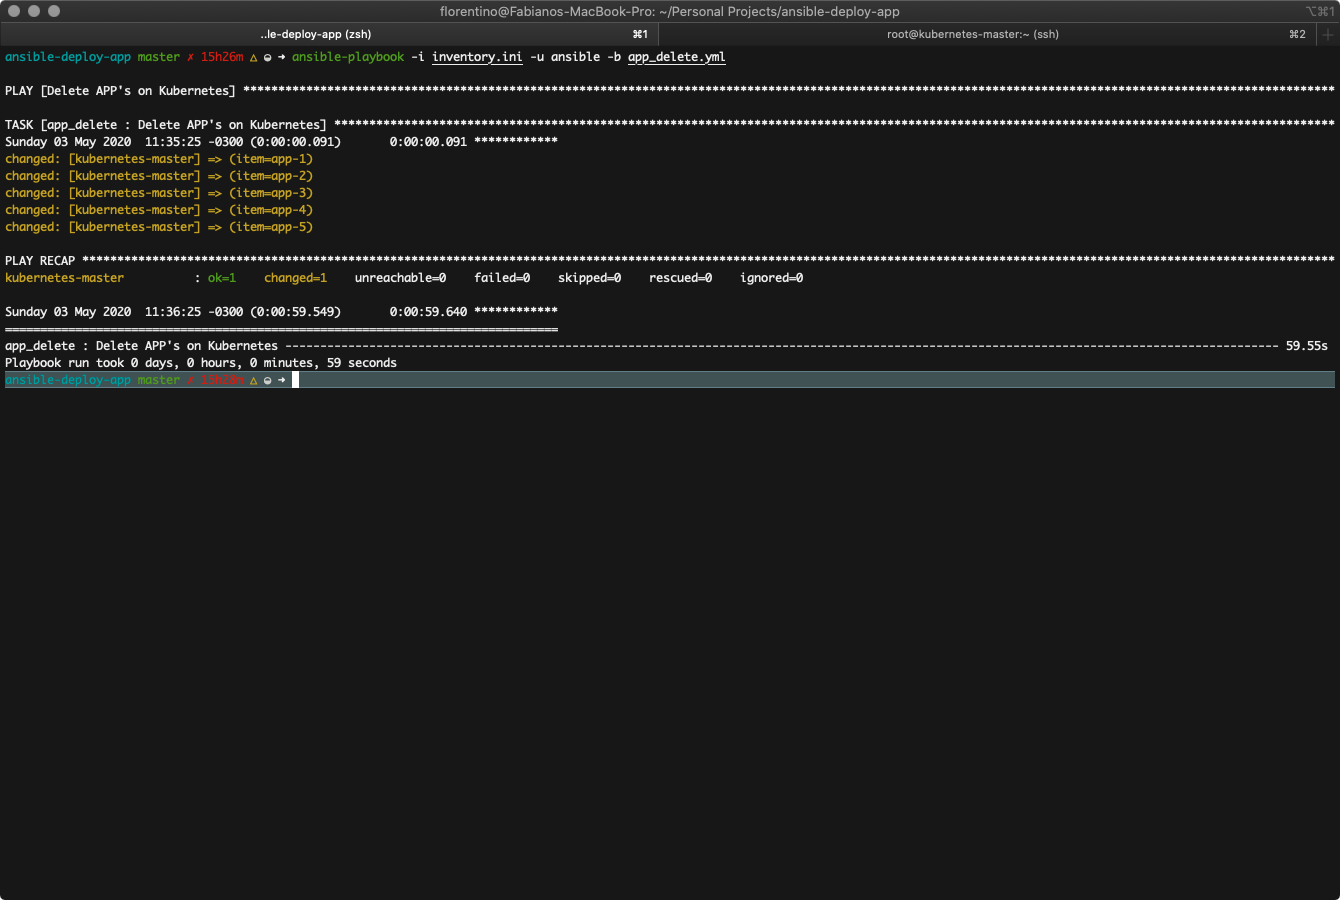 florentino@Fabianos-MacBook-Pro: ~/Personal Projects/ansible-deploy-app ⌥⌘1
..le-deploy-app (zsh) ⌘1 root@kubernetes-master:~ (ssh) ⌘2 +
ansible-deploy-app master ✗ 15h26m △ ◒ ➜ ansible-playbook -i inventory.ini -u ansible -b app_delete.yml
PLAY [Delete APP's on Kubernetes] ************************************************************************************************************************************************************
TASK [app_delete : Delete APP's on Kubernetes] ***********************************************************************************************************************************************
Sunday 03 May 2020  11:35:25 -0300 (0:00:00.091)       0:00:00.091 ************
changed: [kubernetes-master] => (item=app-1)
changed: [kubernetes-master] => (item=app-2)
changed: [kubernetes-master] => (item=app-3)
changed: [kubernetes-master] => (item=app-4)
changed: [kubernetes-master] => (item=app-5)
PLAY RECAP ***********************************************************************************************************************************************************************************
kubernetes-master          : ok=1    changed=1    unreachable=0    failed=0    skipped=0    rescued=0    ignored=0
Sunday 03 May 2020  11:36:25 -0300 (0:00:59.549)       0:00:59.640 ************
===============================================================================
app_delete : Delete APP's on Kubernetes ---------------------------------------------------------------------------------------------------------------------------------------------- 59.55s
Playbook run took 0 days, 0 hours, 0 minutes, 59 seconds
ansible-deploy-app master ✗ 15h28m △ ◒ ➜